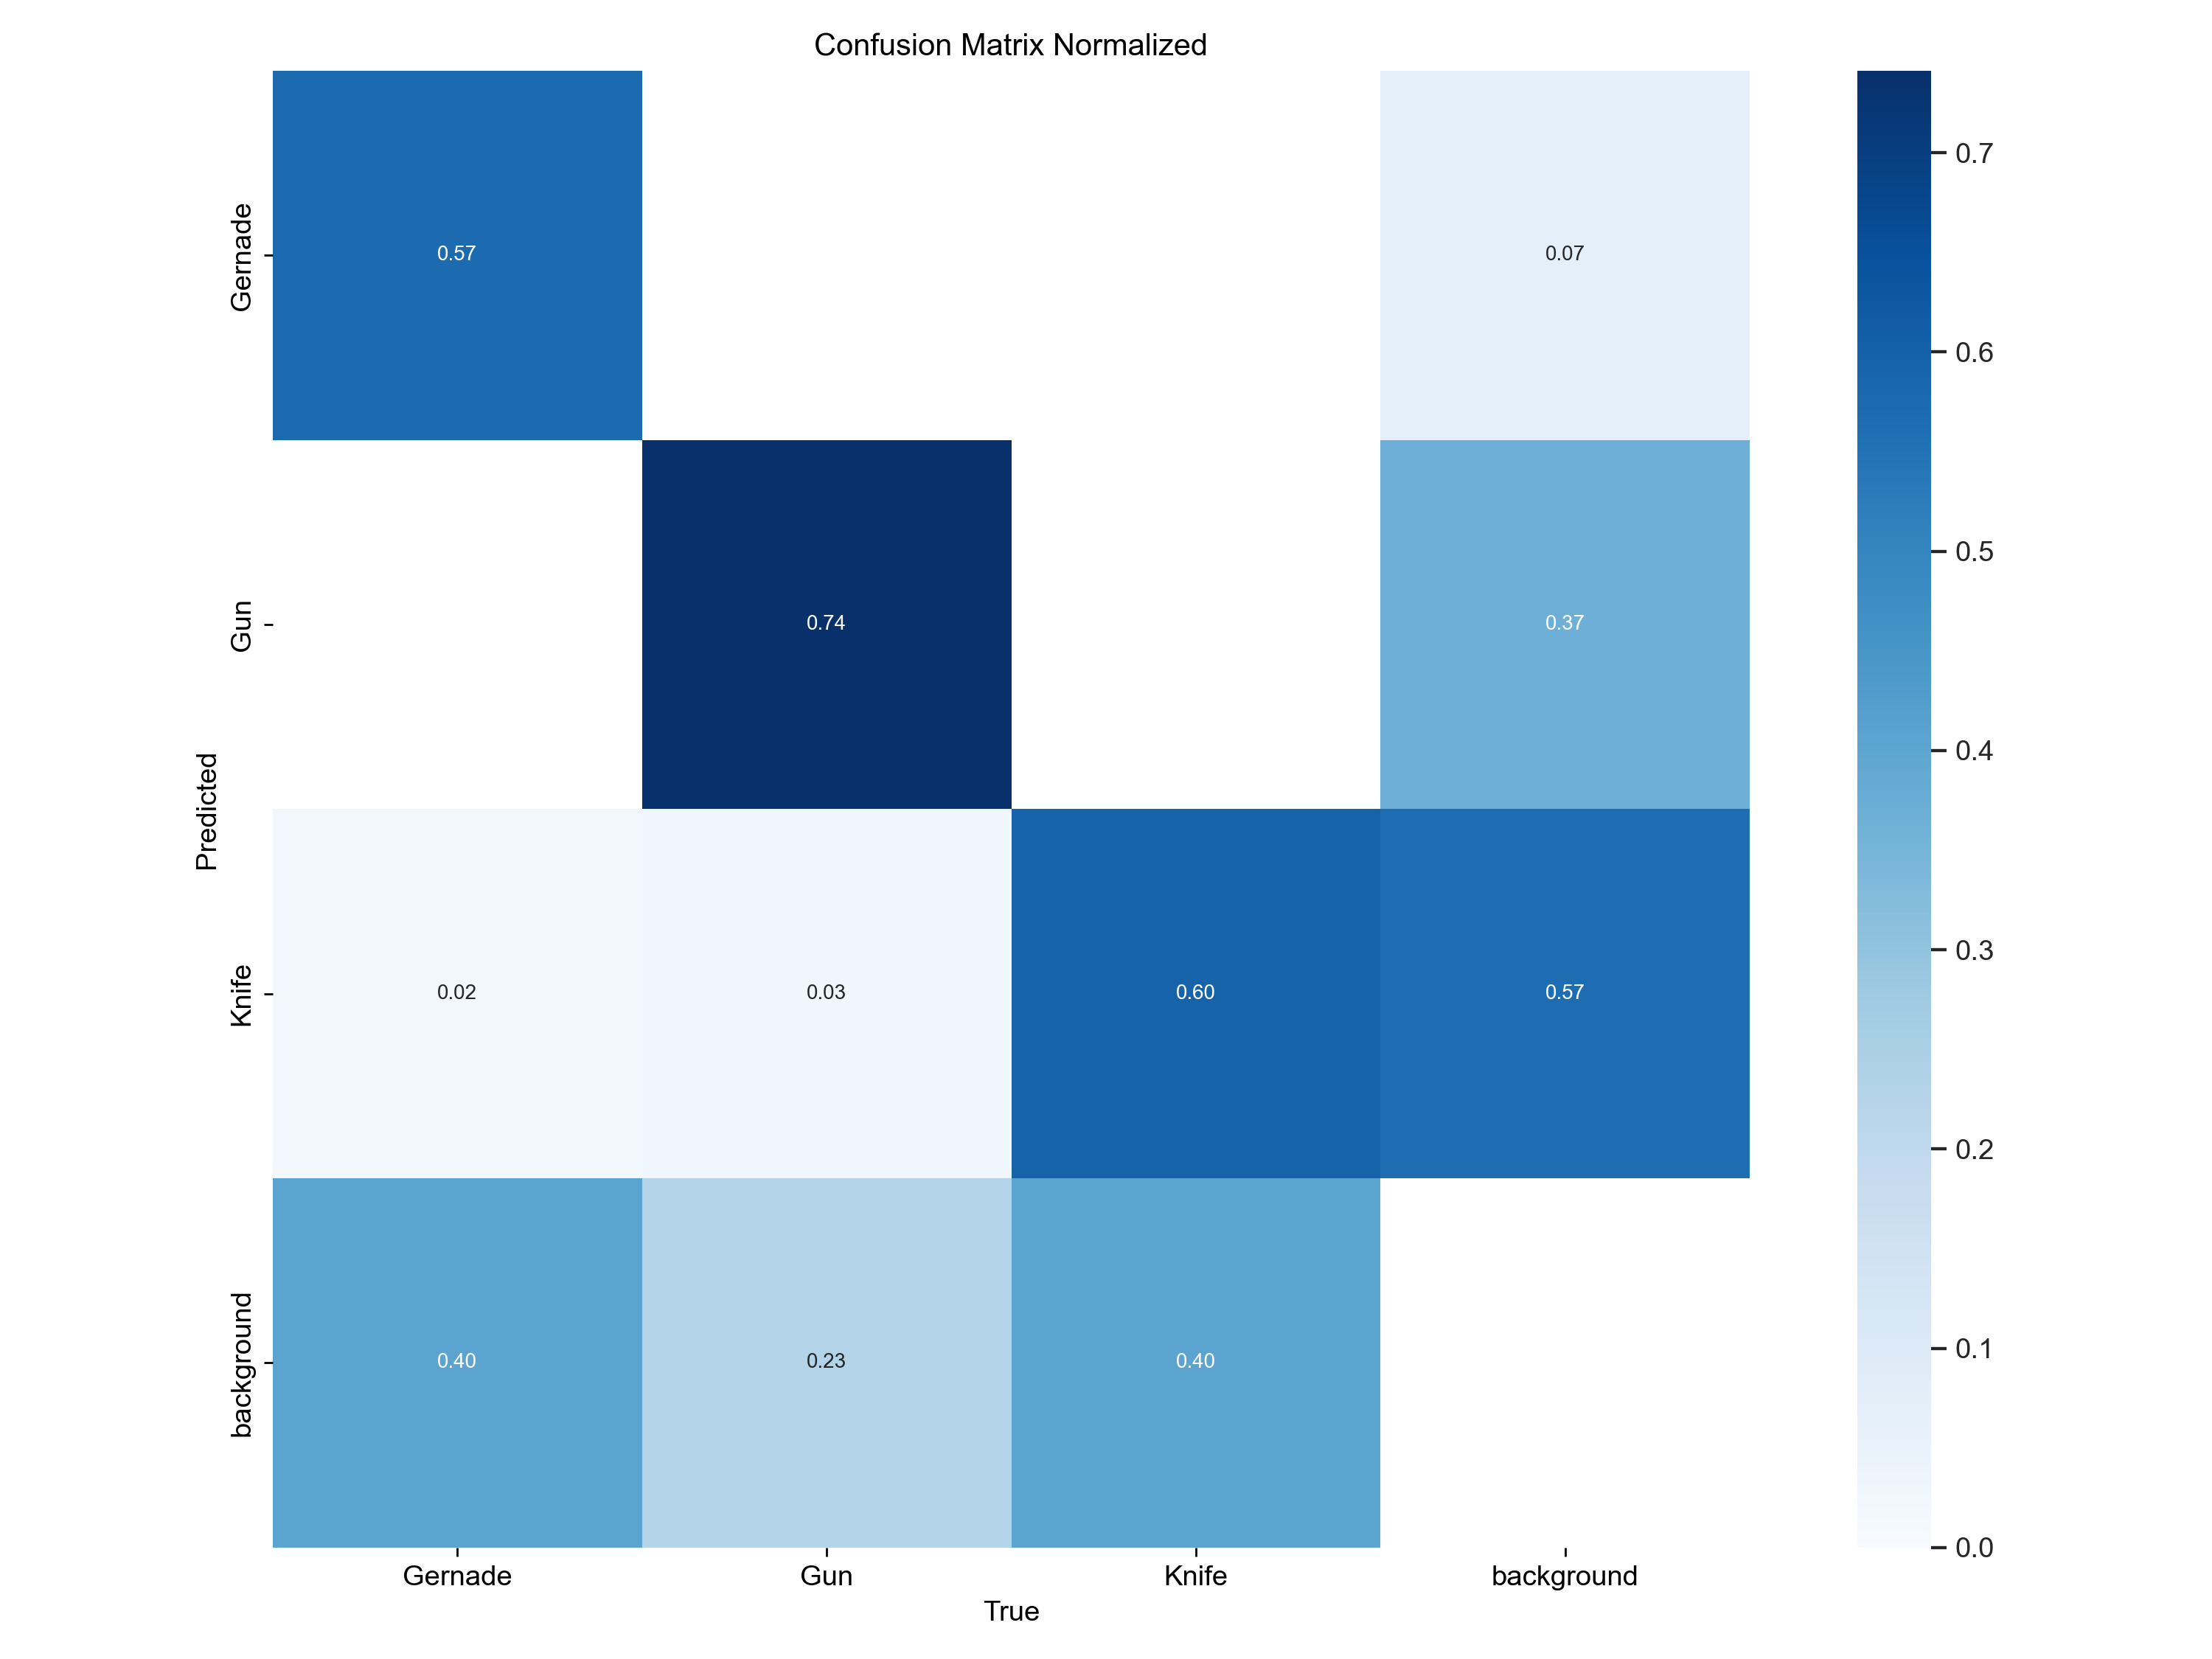 Confusion Matrix Normalized
Gernade
0.57
0.07
0.7
0.6
Gun
0.74
0.37
0.5
0.4
Predicted
Knife
0.02
0.03
0.60
0.57
0.3
0.2
background
0.40
0.23
0.40
0.1
0.0
Gernade
Gun
Knife
background
True